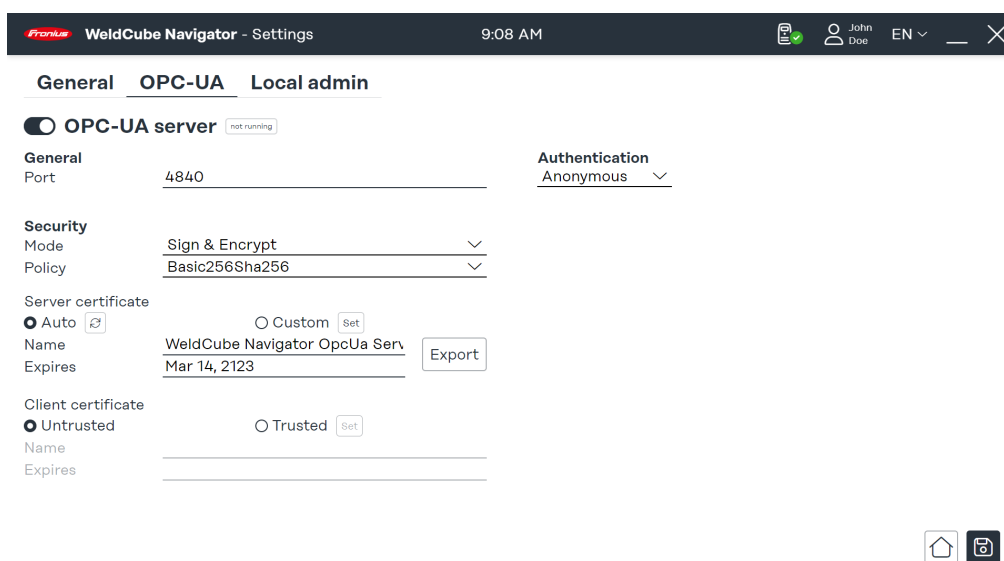 Fronius WeldCube Navigator - Settings 9:08 AM John Doe EN
General OPC-UA Local admin
OPC-UA server not running
General
Port 4840
Authentication
Anonymous
Security
Mode Sign & Encrypt
Policy Basic256Sha256
Server certificate
Auto Custom Set
Name WeldCube Navigator OpcUa Serv
Expires Mar 14, 2123
Export
Client certificate
Untrusted Trusted Set
Name
Expires